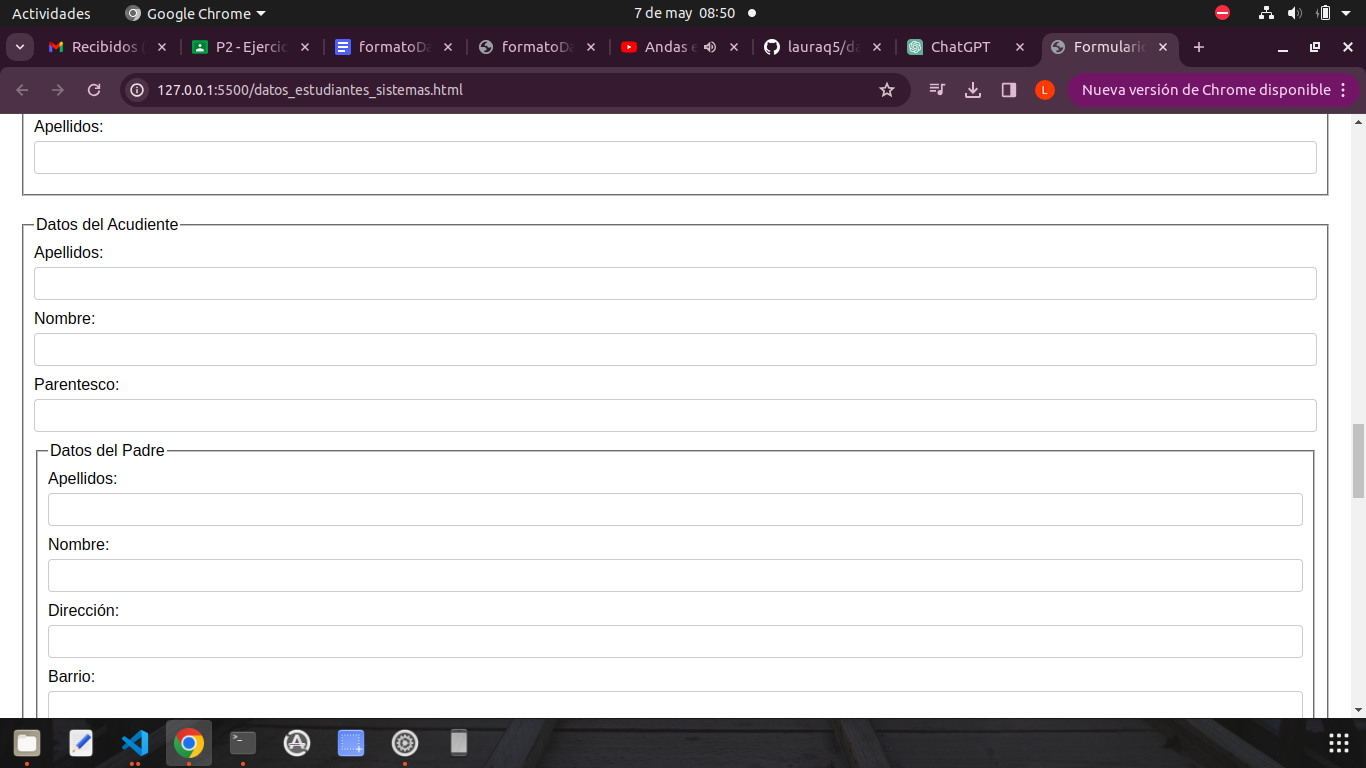 Actividades Google Chrome 7 de may 08:50
Recibidos ( P2 - Ejercic formatoDa formatoDa Andas e lauraq5/da ChatGPT Formulario
127.0.0.1:5500/datos_estudiantes_sistemas.html L Nueva versión de Chrome disponible
Apellidos:
Datos del Acudiente
Apellidos:
Nombre:
Parentesco:
Datos del Padre
Apellidos:
Nombre:
Dirección:
Barrio: